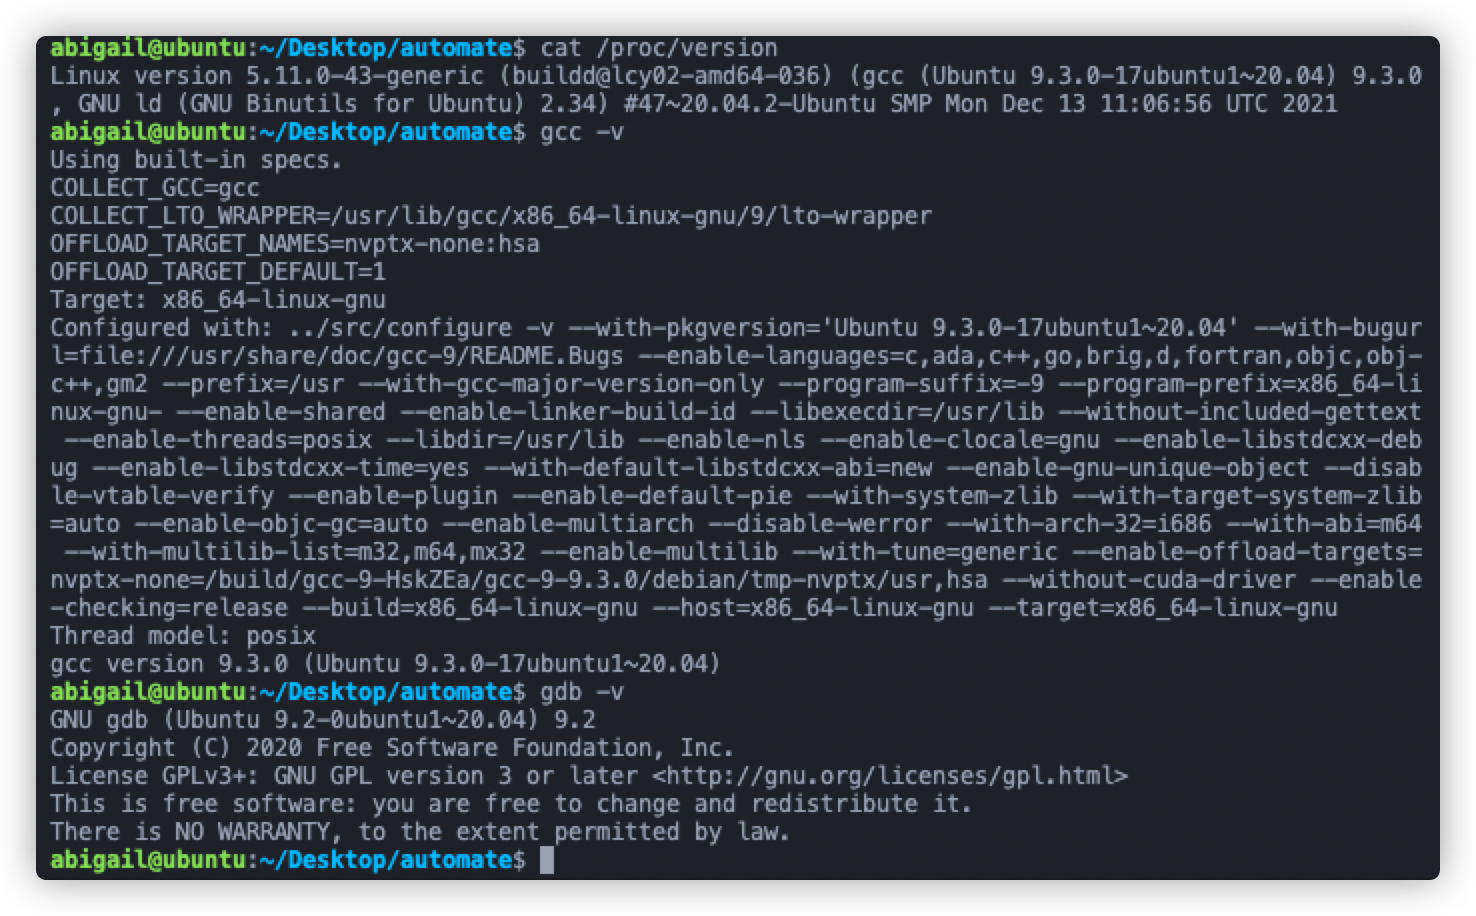 abigail@ubuntu:~/Desktop/automate$ cat /proc/version
Linux version 5.11.0-43-generic (buildd@lcy02-amd64-036) (gcc (Ubuntu 9.3.0-17ubuntu1~20.04) 9.3.0
, GNU ld (GNU Binutils for Ubuntu) 2.34) #47~20.04.2-Ubuntu SMP Mon Dec 13 11:06:56 UTC 2021
abigail@ubuntu:~/Desktop/automate$ gcc -v
Using built-in specs.
COLLECT_GCC=gcc
COLLECT_LTO_WRAPPER=/usr/lib/gcc/x86_64-linux-gnu/9/lto-wrapper
OFFLOAD_TARGET_NAMES=nvptx-none:hsa
OFFLOAD_TARGET_DEFAULT=1
Target: x86_64-linux-gnu
Configured with: ../src/configure -v --with-pkgversion='Ubuntu 9.3.0-17ubuntu1~20.04' --with-bugur
l=file:///usr/share/doc/gcc-9/README.Bugs --enable-languages=c,ada,c++,go,brig,d,fortran,objc,obj-
c++,gm2 --prefix=/usr --with-gcc-major-version-only --program-suffix=-9 --program-prefix=x86_64-li
nux-gnu- --enable-shared --enable-linker-build-id --libexecdir=/usr/lib --without-included-gettext
 --enable-threads=posix --libdir=/usr/lib --enable-nls --enable-clocale=gnu --enable-libstdcxx-deb
ug --enable-libstdcxx-time=yes --with-default-libstdcxx-abi=new --enable-gnu-unique-object --disab
le-vtable-verify --enable-plugin --enable-default-pie --with-system-zlib --with-target-system-zlib
=auto --enable-objc-gc=auto --enable-multiarch --disable-werror --with-arch-32=i686 --with-abi=m64
 --with-multilib-list=m32,m64,mx32 --enable-multilib --with-tune=generic --enable-offload-targets=
nvptx-none=/build/gcc-9-HskZEa/gcc-9-9.3.0/debian/tmp-nvptx/usr,hsa --without-cuda-driver --enable
-checking=release --build=x86_64-linux-gnu --host=x86_64-linux-gnu --target=x86_64-linux-gnu
Thread model: posix
gcc version 9.3.0 (Ubuntu 9.3.0-17ubuntu1~20.04)
abigail@ubuntu:~/Desktop/automate$ gdb -v
GNU gdb (Ubuntu 9.2-0ubuntu1~20.04) 9.2
Copyright (C) 2020 Free Software Foundation, Inc.
License GPLv3+: GNU GPL version 3 or later <http://gnu.org/licenses/gpl.html>
This is free software: you are free to change and redistribute it.
There is NO WARRANTY, to the extent permitted by law.
abigail@ubuntu:~/Desktop/automate$